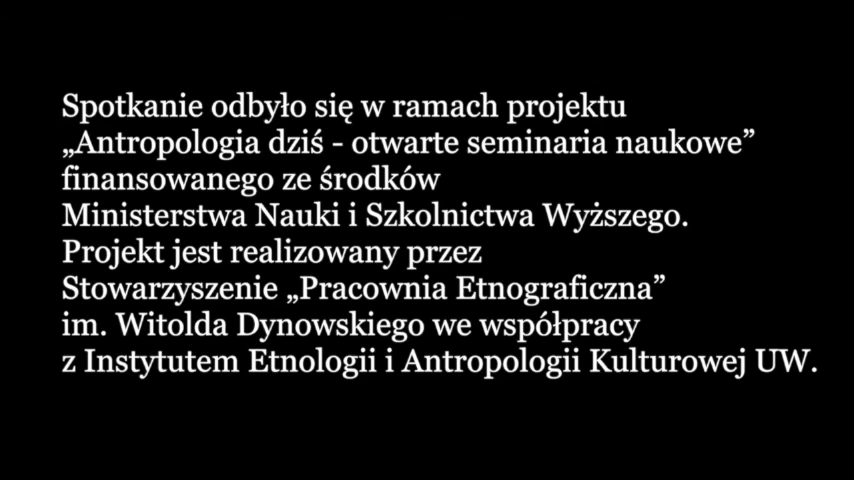 Spotkanie odbyło się w ramach projektu
„Antropologia dziś - otwarte seminaria naukowe”
finansowanego ze środków
Ministerstwa Nauki i Szkolnictwa Wyższego.
Projekt jest realizowany przez
Stowarzyszenie „Pracownia Etnograficzna”
im. Witolda Dynowskiego we współpracy
z Instytutem Etnologii i Antropologii Kulturowej UW.